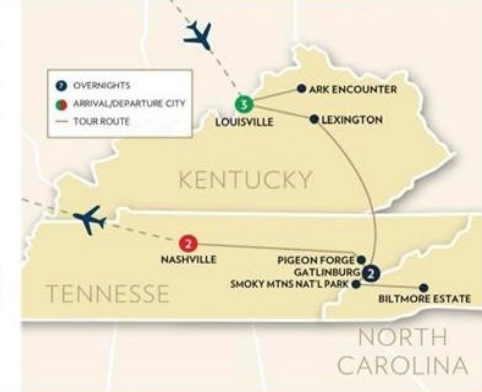 7 OVERNIGHTS
ARRIVAL/DEPARTURE CITY
TOUR ROUTE
ARK ENCOUNTER
3
LOUISVILLE
LEXINGTON
KENTUCKY
2
NASHVILLE
PIGEON FORGE
GATLINBURG 2
SMOKY MTNS NAT'L PARK
BILTMORE ESTATE
TENNESSEE
NORTH
CAROLINA